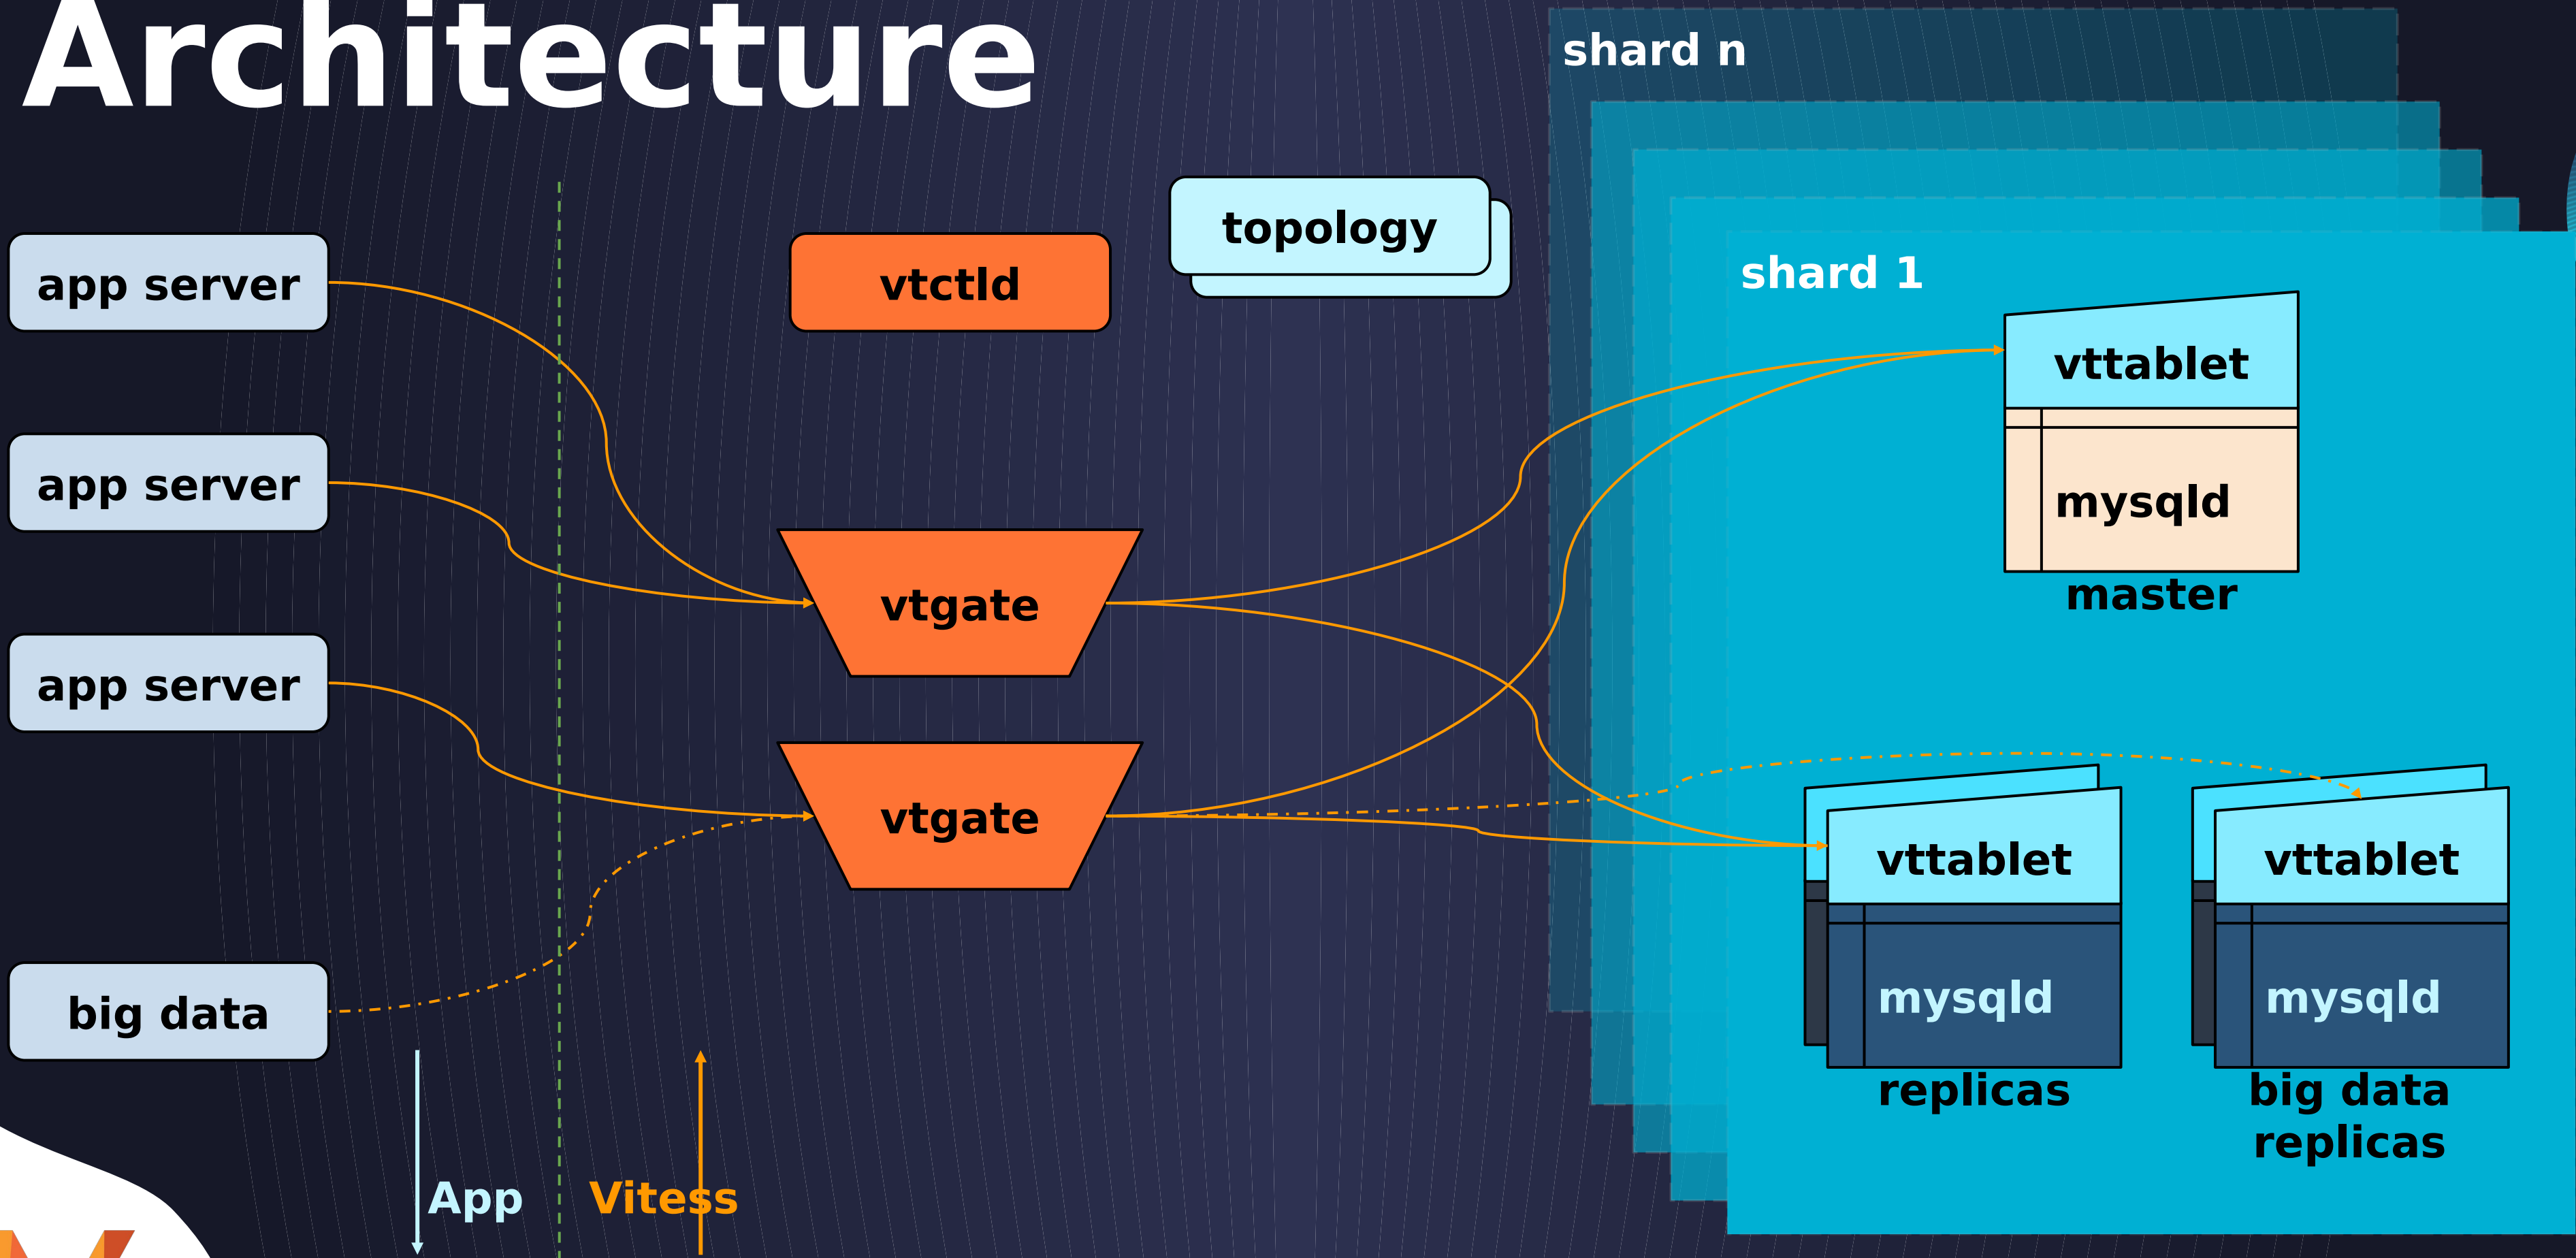 Architecture
shard n
topology
app server
vtctld
shard 1
vttablet
app server
mysqld
master
vtgate
app server
vtgate
vttablet
vttablet
big data
mysqld
mysqld
replicas
big data
replicas
App
Vitess